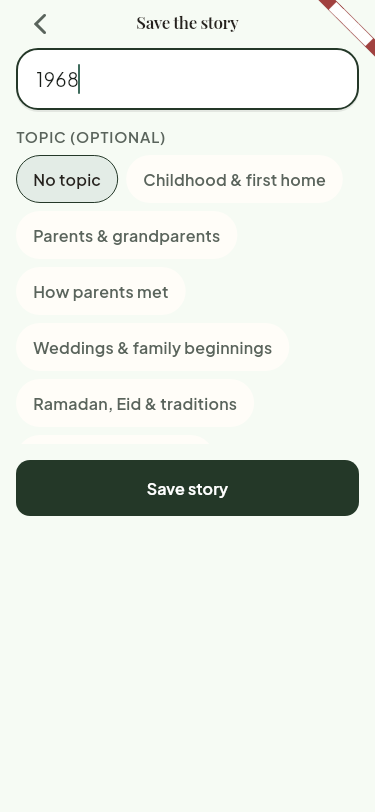 Save the story
1968
TOPIC (OPTIONAL)
No topic
Childhood & first home
Parents & grandparents
How parents met
Weddings & family beginnings
Ramadan, Eid & traditions
Save story